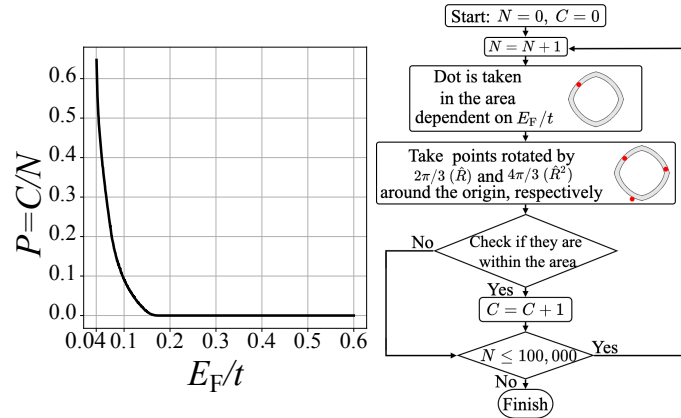 0.6
0.5
0.4
0.3
0.2
0.1
0.0
P=C/N
0.04 0.1 0.2 0.3 0.4 0.5 0.6
E_F/t
Start: N = 0, C = 0
N = N + 1
Dot is taken
in the area
dependent on E_F/t
Take points rotated by
2π/3 (R̂) and 4π/3 (R̂²)
around the origin, respectively
No
Check if they are
within the area
Yes
C = C + 1
N ≤ 100,000
Yes
No
Finish